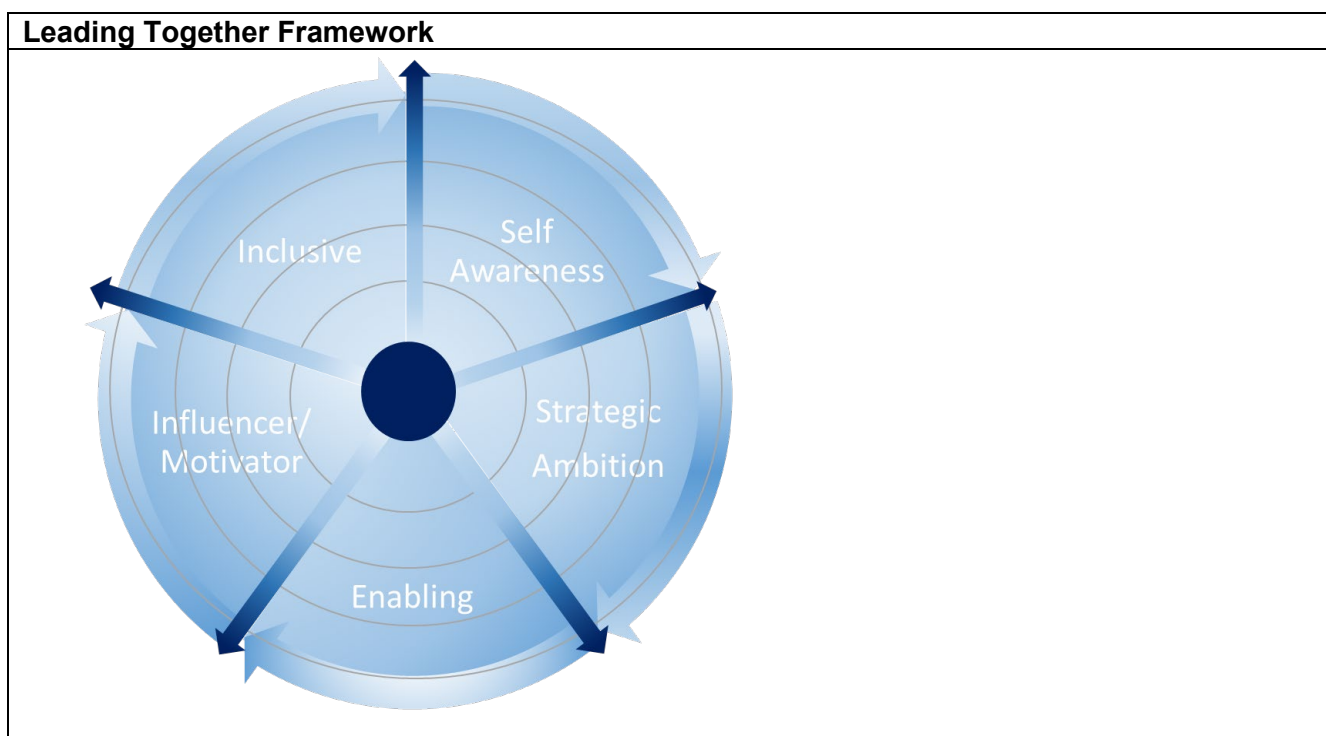 Leading Together Framework
Inclusive
Self
Awareness
Strategic
Ambition
Enabling
Influencer/
Motivator